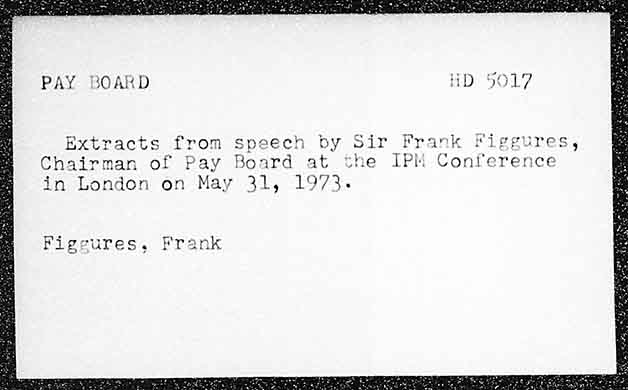 PAY BOARD HD 5017
Extracts from speech by Sir Frank Figgures,
Chairman of Pay Board at the IPM Conference
in London on May 31, 1973.
Figgures, Frank